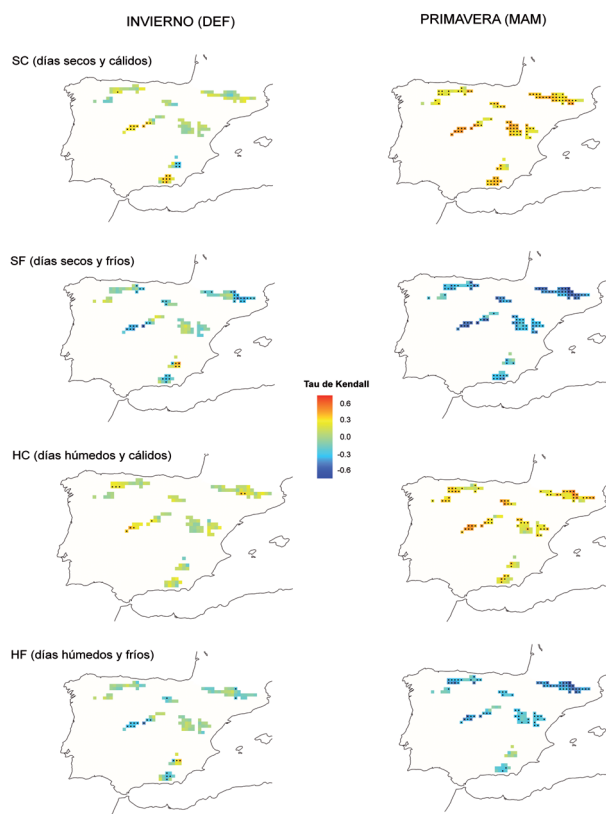 INVIERNO (DEF)
PRIMAVERA (MAM)
SC (días secos y cálidos)
SF (días secos y fríos)
Tau de Kendall
0.6
0.3
0.0
-0.3
-0.6
HC (días húmedos y cálidos)
HF (días húmedos y fríos)